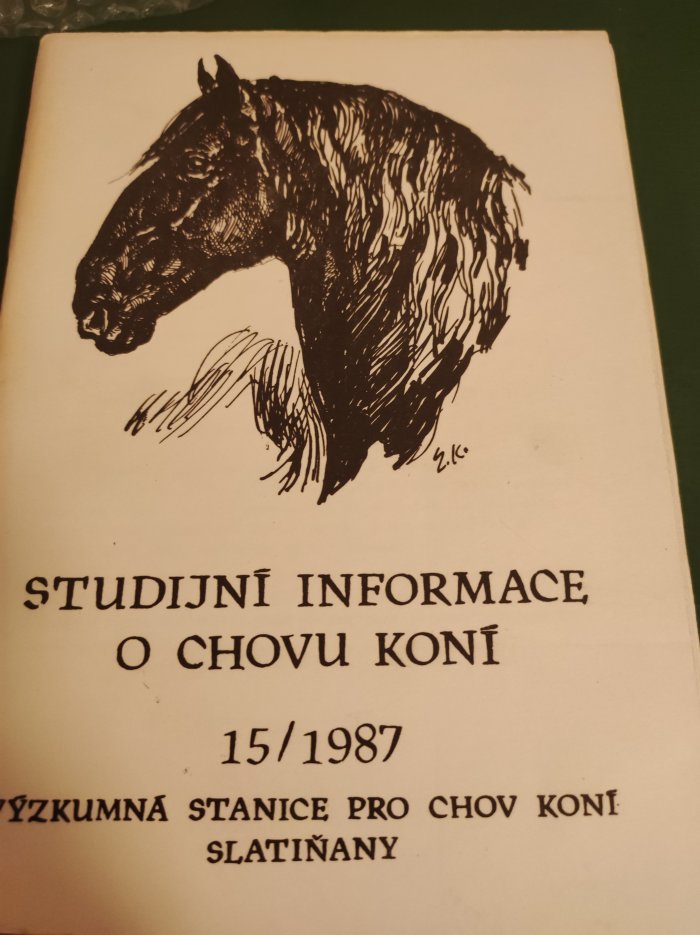 E.K.
STUDIJNÍ INFORMACE
O CHOVU KONÍ
15/1987
VÝZKUMNÁ STANICE PRO CHOV KONÍ
SLATIŇANY